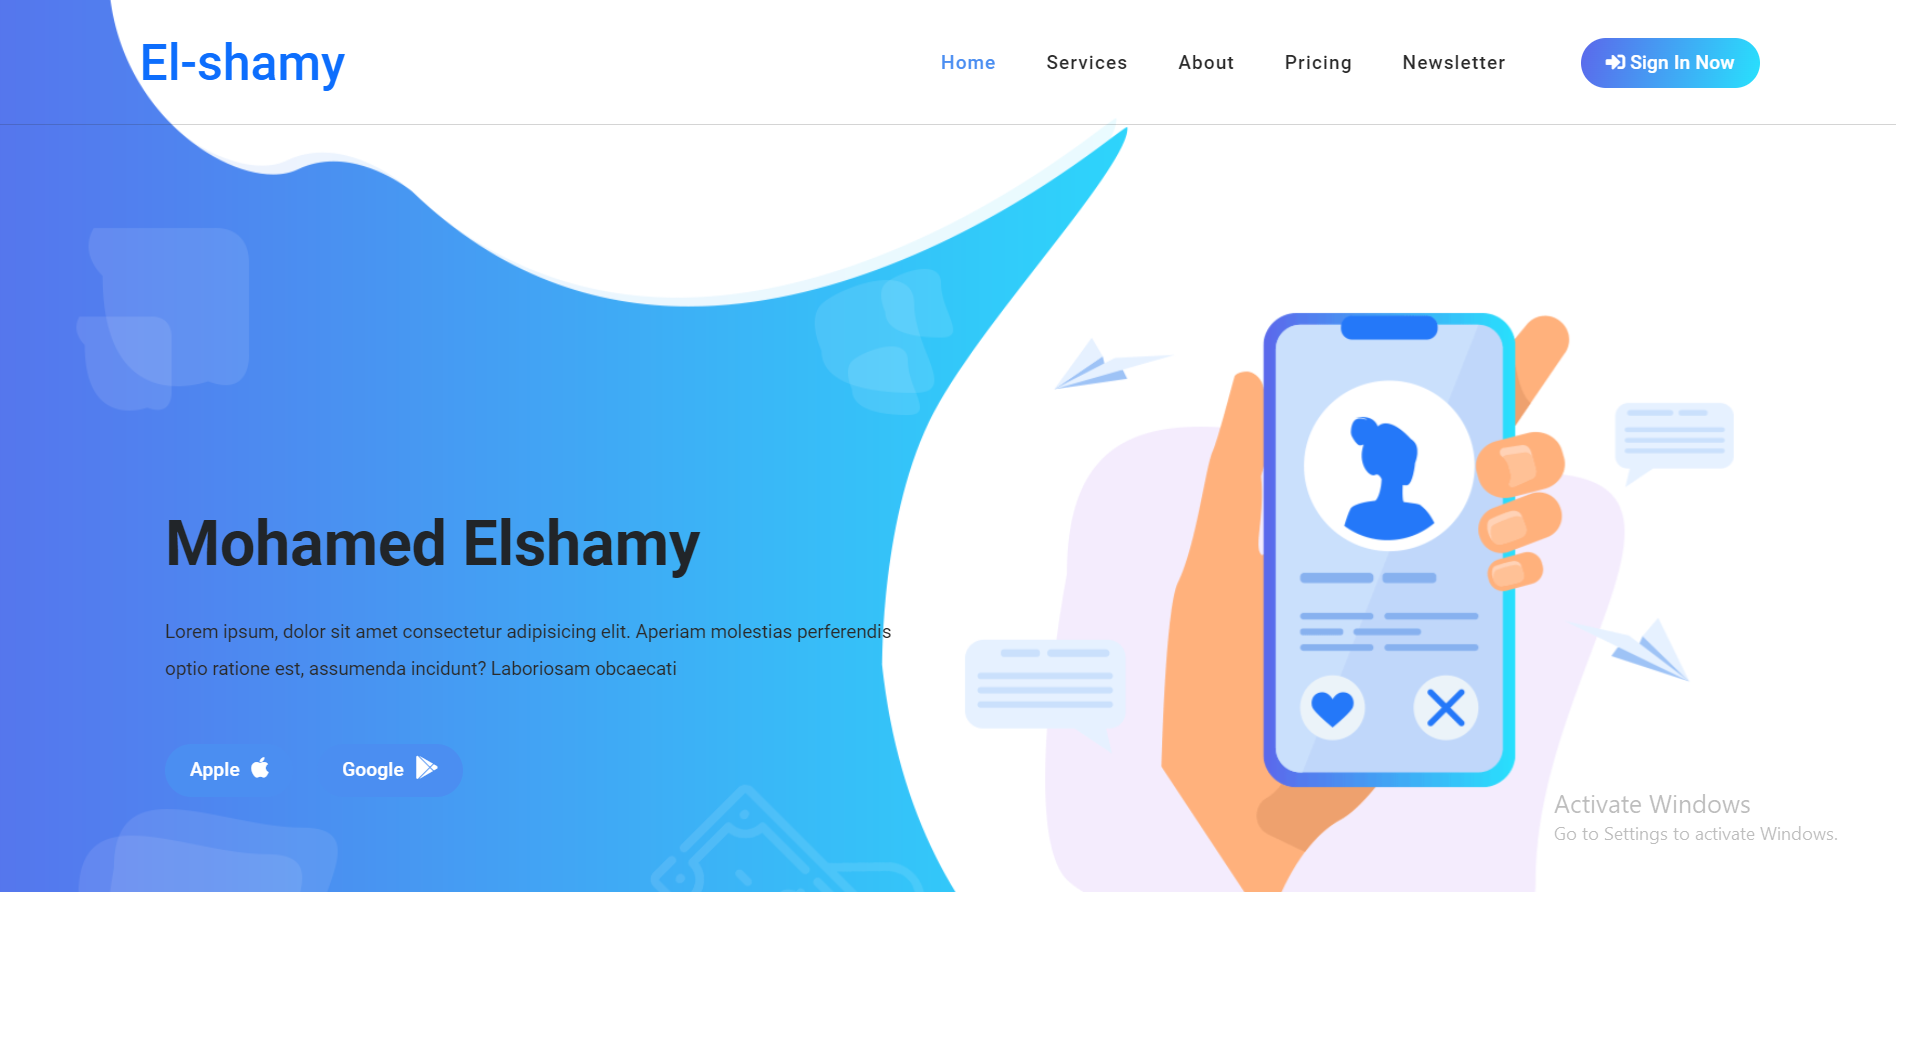 El-shamy
Home Services About Pricing Newsletter Sign In Now
Mohamed Elshamy
Lorem ipsum, dolor sit amet consectetur adipisicing elit. Aperiam molestias perferendis
optio ratione est, assumenda incidunt? Laboriosam obcaecati
Apple Google
Activate Windows
Go to Settings to activate Windows.